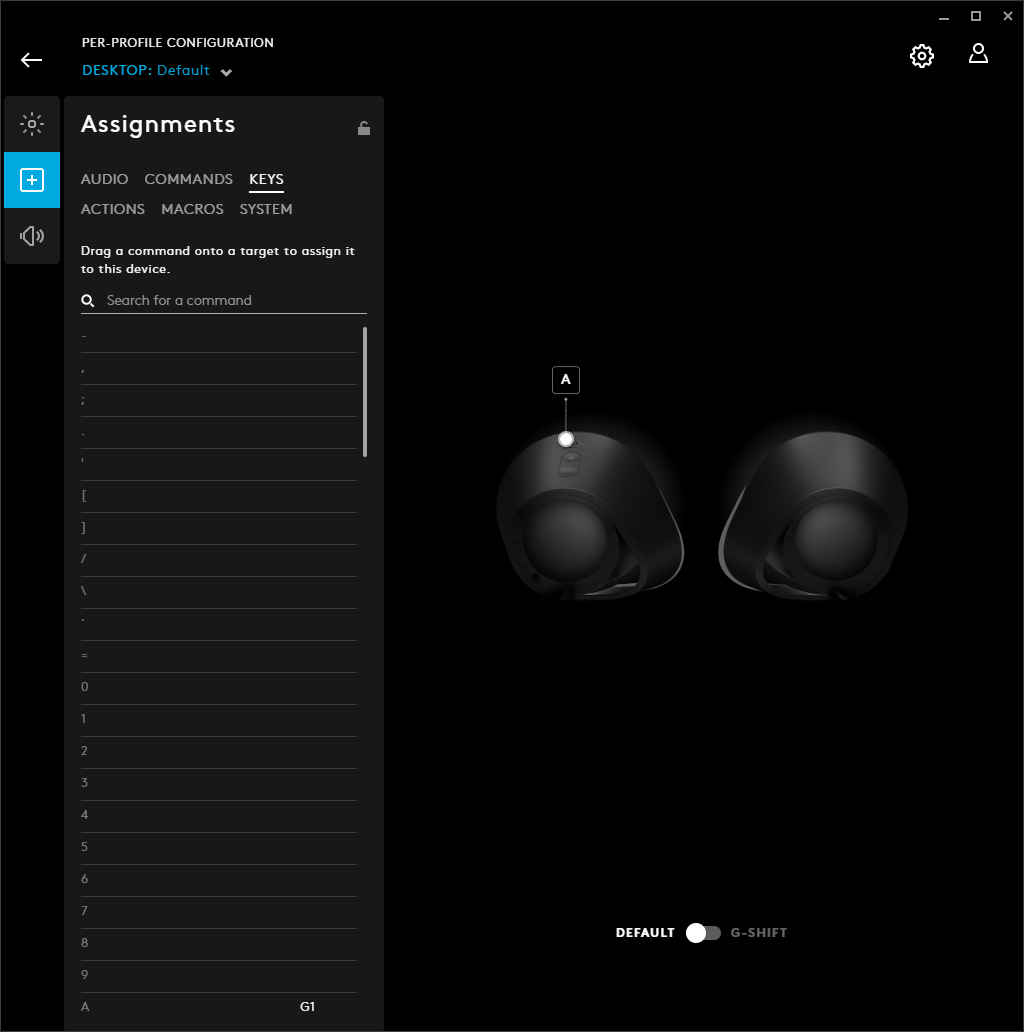 PER-PROFILE CONFIGURATION
DESKTOP: Default
Assignments
AUDIO COMMANDS KEYS
ACTIONS MACROS SYSTEM
Drag a command onto a target to assign it
to this device.
Search for a command
-
,
;
.
'
[
]
/
\
`
=
0
1
2
3
4
5
6
7
8
9
A G1
A
DEFAULT G-SHIFT